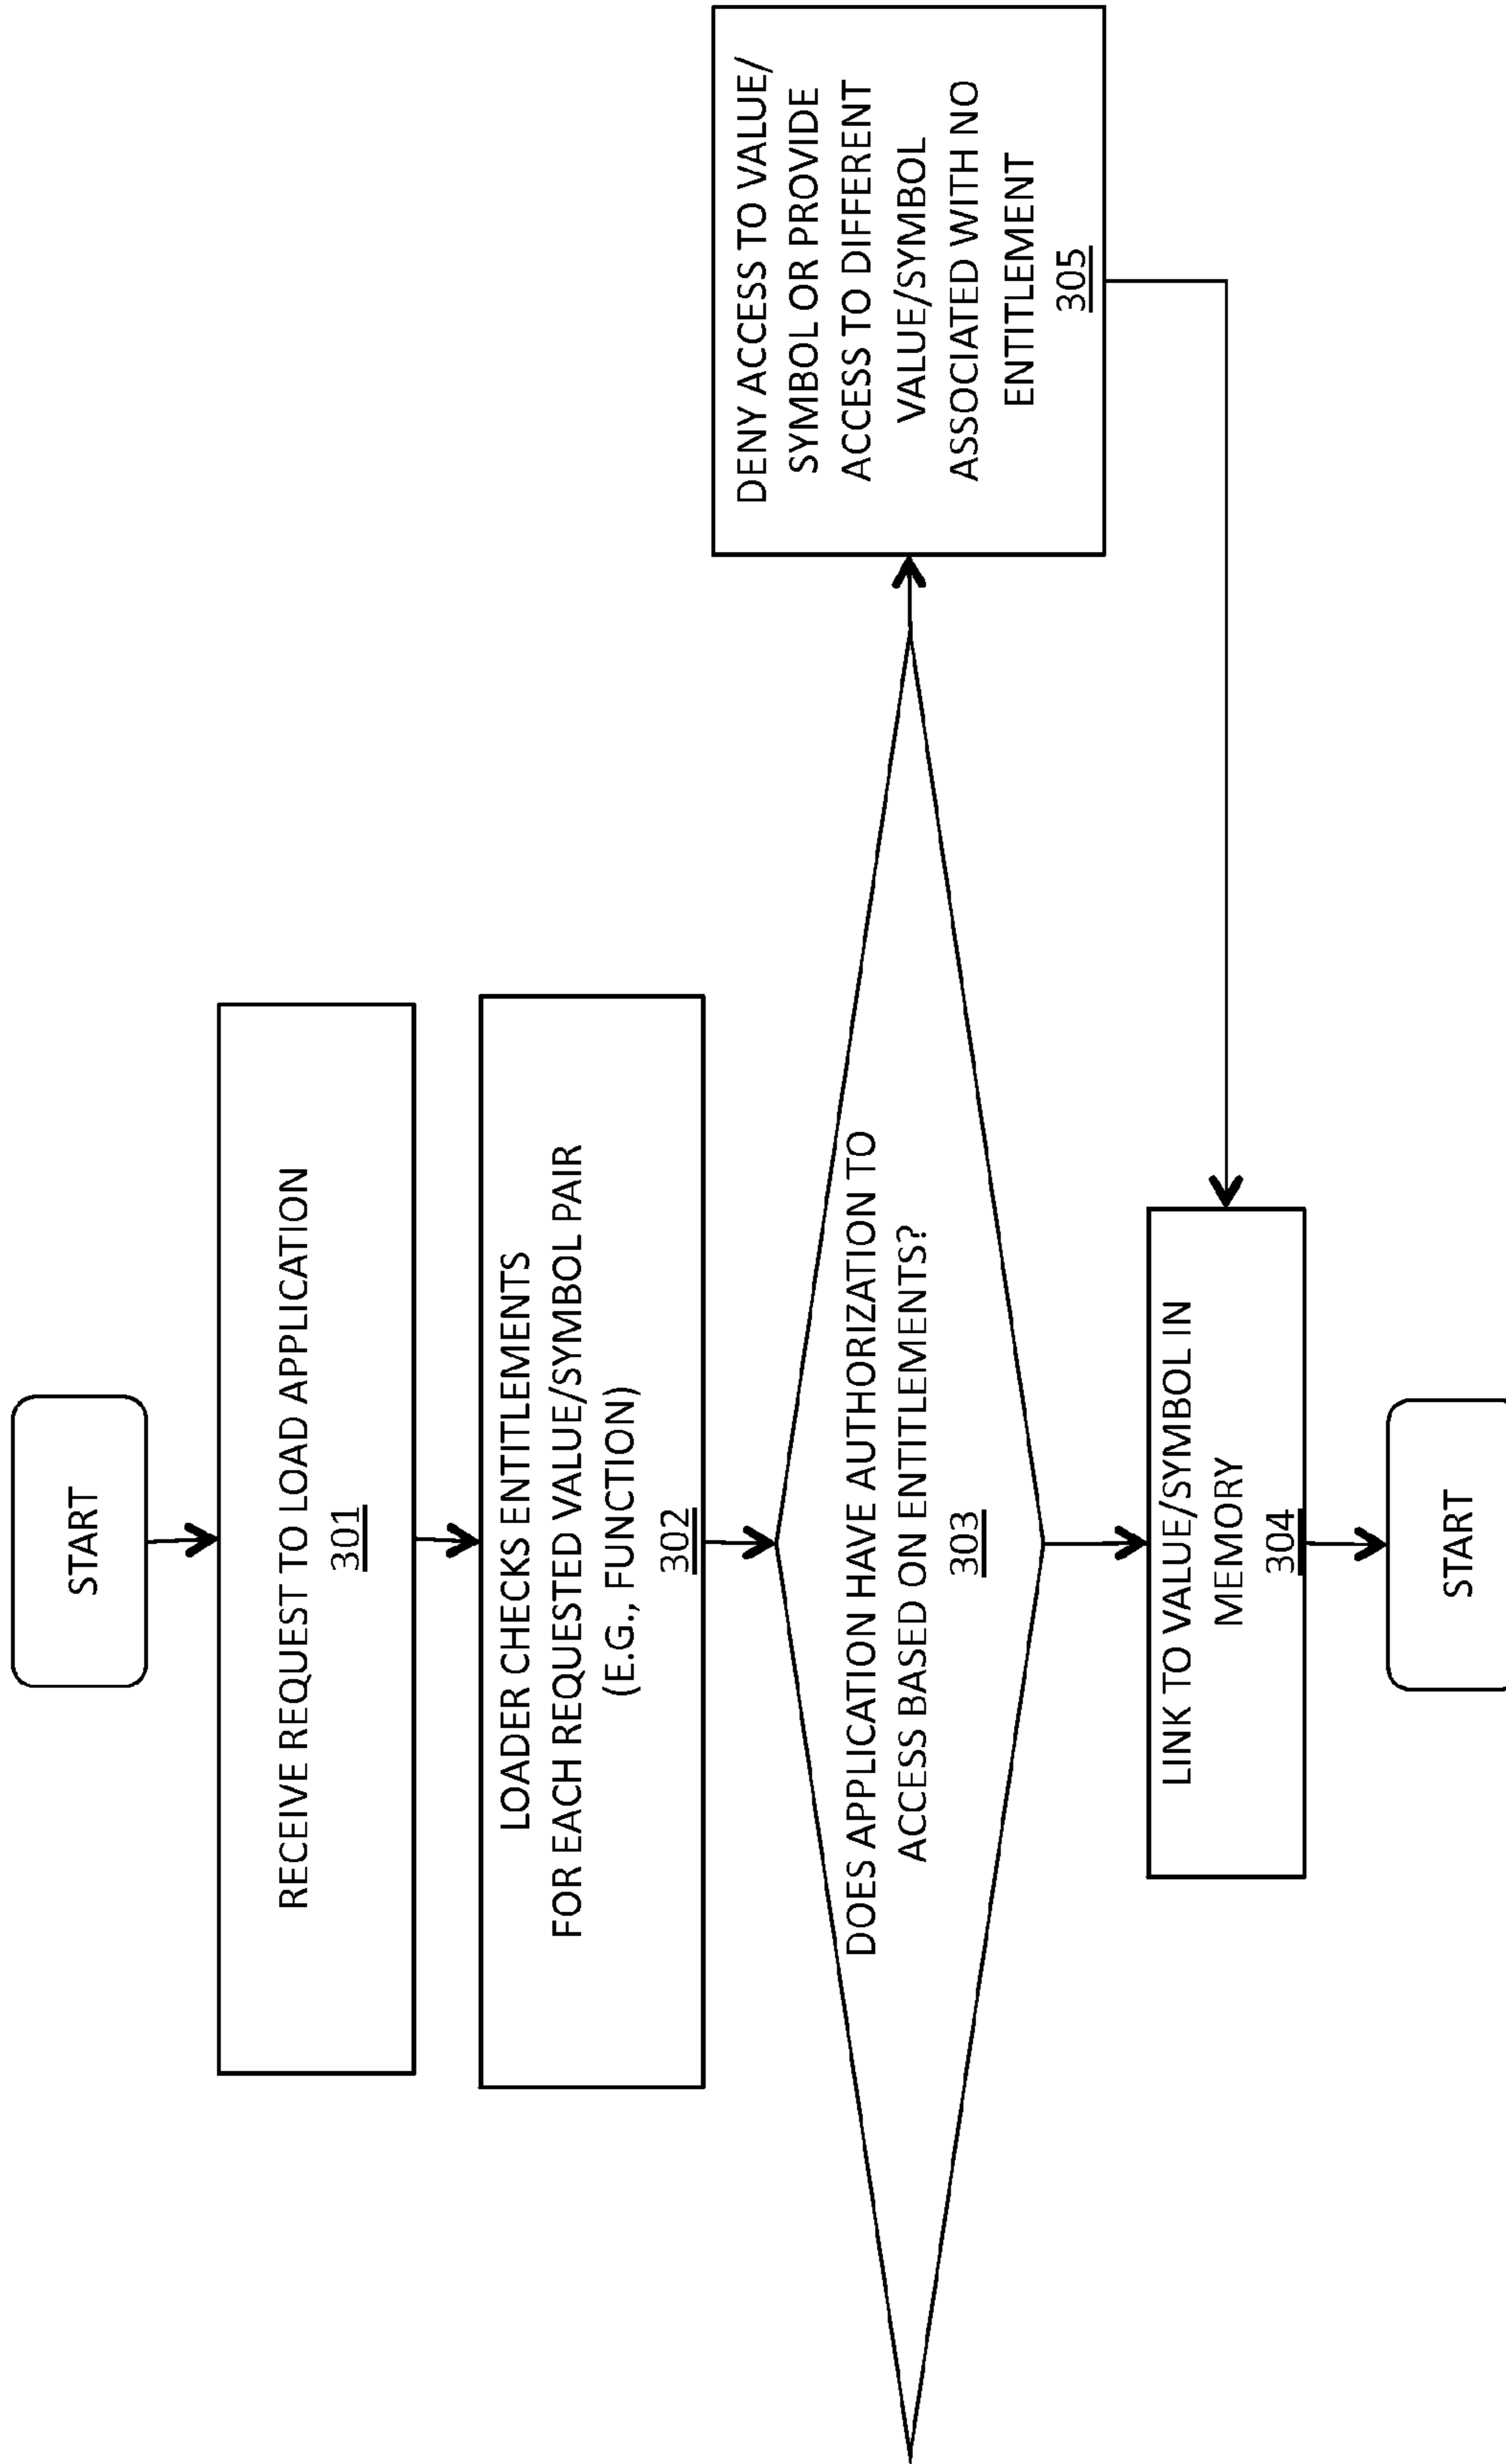 START
RECEIVE REQUEST TO LOAD APPLICATION
301
LOADER CHECKS ENTITLEMENTS
FOR EACH REQUESTED VALUE/SYMBOL PAIR
(E.G., FUNCTION)
302
DOES APPLICATION HAVE AUTHORIZATION TO
ACCESS BASED ON ENTITLEMENTS?
303
DENY ACCESS TO VALUE/
SYMBOL OR PROVIDE
ACCESS TO DIFFERENT
VALUE/SYMBOL
ASSOCIATED WITH NO
ENTITLEMENT
305
LINK TO VALUE/SYMBOL IN
MEMORY
304
START